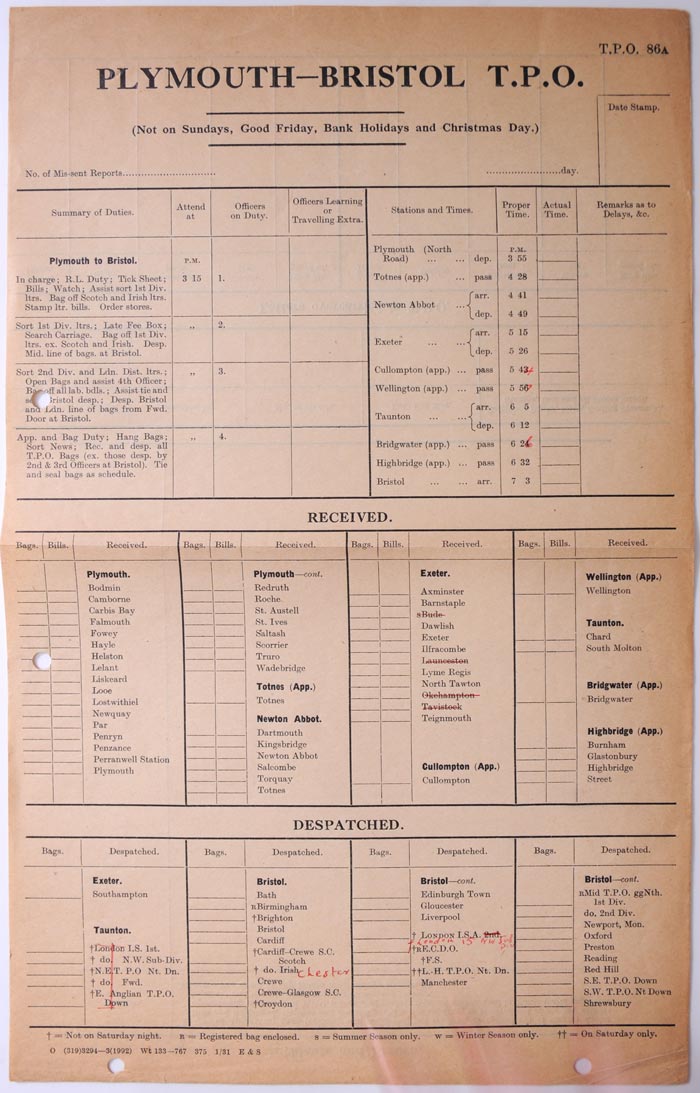 T.P.O. 86A
PLYMOUTH—BRISTOL T.P.O.
(Not on Sundays, Good Friday, Bank Holidays and Christmas Day.)
Date Stamp.
No. of Mis-sent Reports.............................. ........................day.
Summary of Duties. Attend at Officers on Duty. Officers Learning or Travelling Extra. Stations and Times. Proper Time. Actual Time. Remarks as to Delays, &c.
Plymouth to Bristol. P.M.
In charge; R.L. Duty; Tick Sheet; 3 15 1.
Bills; Watch; Assist sort 1st Div.
ltrs. Bag off Scotch and Irish ltrs.
Stamp ltr. bills. Order stores.
Sort 1st Div. ltrs.; Late Fee Box; „ 2.
Search Carriage. Bag off 1st Div.
ltrs. ex. Scotch and Irish. Desp.
Mid. line of bags. at Bristol.
Sort 2nd Div. and Ldn. Dist. ltrs.; „ 3.
Open Bags and assist 4th Officer;
off all lab. bdls.; Assist tie and
Bristol desp.; Desp. Bristol
and Ldn. line of bags from Fwd.
Door at Bristol.
App. and Bag Duty; Hang Bags; „ 4.
Sort News; Rec. and desp. all
T.P.O. Bags (ex. those desp. by
2nd & 3rd Officers at Bristol). Tie
and seal bags as schedule.
P.M.
Plymouth (North Road) ... ... dep. 3 55
Totnes (app.) ... pass 4 28
Newton Abbot ... arr. 4 41
dep. 4 49
Exeter ... ... arr. 5 15
dep. 5 26
Cullompton (app.) ... pass 5 43
Wellington (app.) ... pass 5 56
Taunton ... ... arr. 6 5
dep. 6 12
Bridgwater (app.) ... pass 6 26
Highbridge (app.) ... pass 6 32
Bristol ... ... arr. 7 3
RECEIVED.
Bags. Bills. Received. Bags. Bills. Received. Bags. Bills. Received. Bags. Bills. Received.
Plymouth.
Bodmin
Camborne
Carbis Bay
Falmouth
Fowey
Hayle
Helston
Lelant
Liskeard
Looe
Lostwithiel
Newquay
Par
Penryn
Penzance
Perranwell Station
Plymouth
Plymouth—cont.
Redruth
Roche
St. Austell
St. Ives
Saltash
Scorrier
Truro
Wadebridge
Totnes (App.)
Totnes
Newton Abbot.
Dartmouth
Kingsbridge
Newton Abbot
Salcombe
Torquay
Totnes
Exeter.
Axminster
Barnstaple
sBude
Dawlish
Exeter
Ilfracombe
Launceston
Lyme Regis
North Tawton
Okehampton
Tavistock
Teignmouth
Cullompton (App.)
Cullompton
Wellington (App.)
Wellington
Taunton.
Chard
South Molton
Bridgwater (App.)
Bridgwater
Highbridge (App.)
Burnham
Glastonbury
Highbridge
Street
DESPATCHED.
Bags. Despatched. Bags. Despatched. Bags. Despatched. Bags. Despatched.
Exeter.
Southampton
Taunton.
†London I.S. 1st.
† do. N.W. Sub-Div.
†N.E.T. P.O Nt. Dn.
† do. Fwd.
†E. Anglian T.P.O. Down
Bristol.
Bath
RBirmingham
†Brighton
Bristol
Cardiff
†Cardiff–Crewe S.C.
Scotch
† do. Irish Chester
Crewe
Crewe–Glasgow S.C.
†Croydon
Bristol—cont.
Edinburgh Town
Gloucester
Liverpool
† LONDON I.S.A. 2nd.
† London IS
†RE.C.D.O.
†F.S.
††L.-H. T.P.O. Nt. Dn.
Manchester
Bristol—cont.
RMid T.P.O. ggNth.
1st Div.
do. 2nd Div.
Newport, Mon.
Oxford
Preston
Reading
Red Hill
S.E. T.P.O. Down
S.W. T.P.O. Nt Down
Shrewsbury
† = Not on Saturday night. R = Registered bag enclosed. s = Summer Season only. w = Winter Season only. †† = On Saturday only.
O (319)3294—3(1992) Wt 133—767 375 1/31 E & S